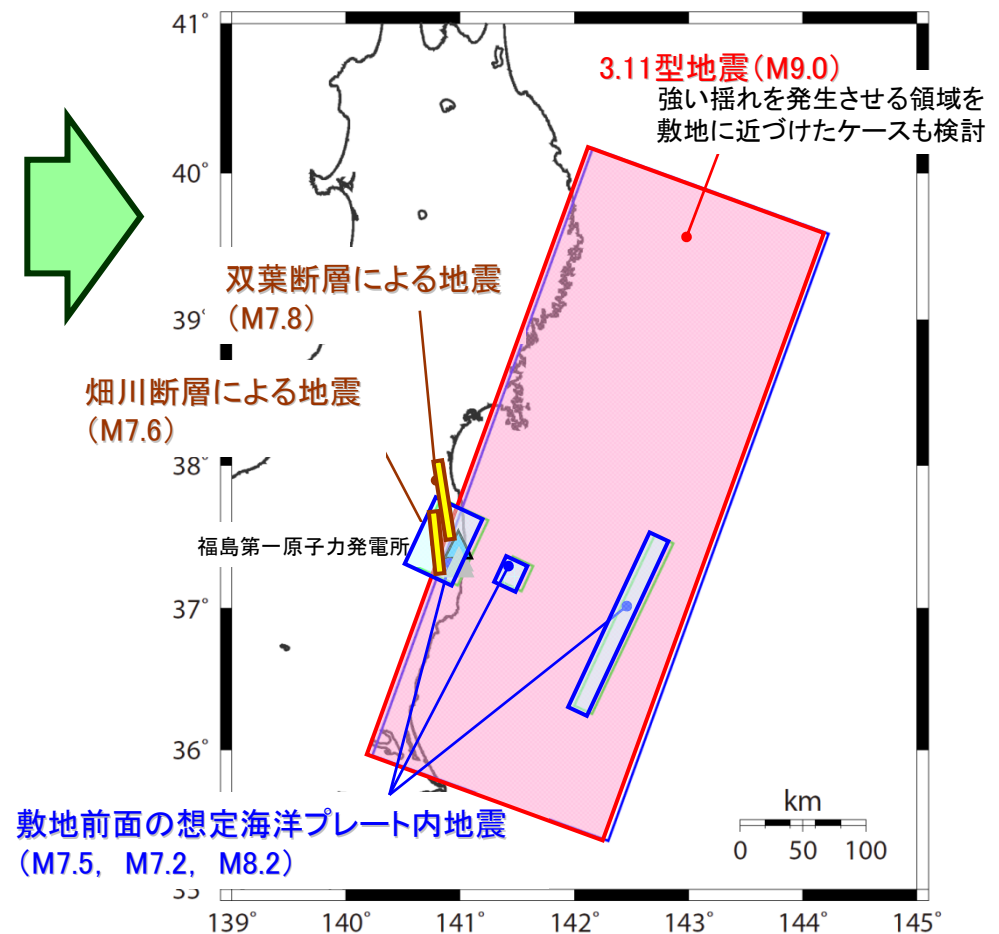 41°
3.11型地震(M9.0)
強い揺れを発生させる領域を
敷地に近づけたケースも検討
40°
双葉断層による地震
(M7.8)
39°
畑川断層による地震
(M7.6)
38°
福島第一原子力発電所
37°
36°
敷地前面の想定海洋プレート内地震
(M7.5, M7.2, M8.2)
km
0 50 100
35°
139° 140° 141° 142° 143° 144° 145°